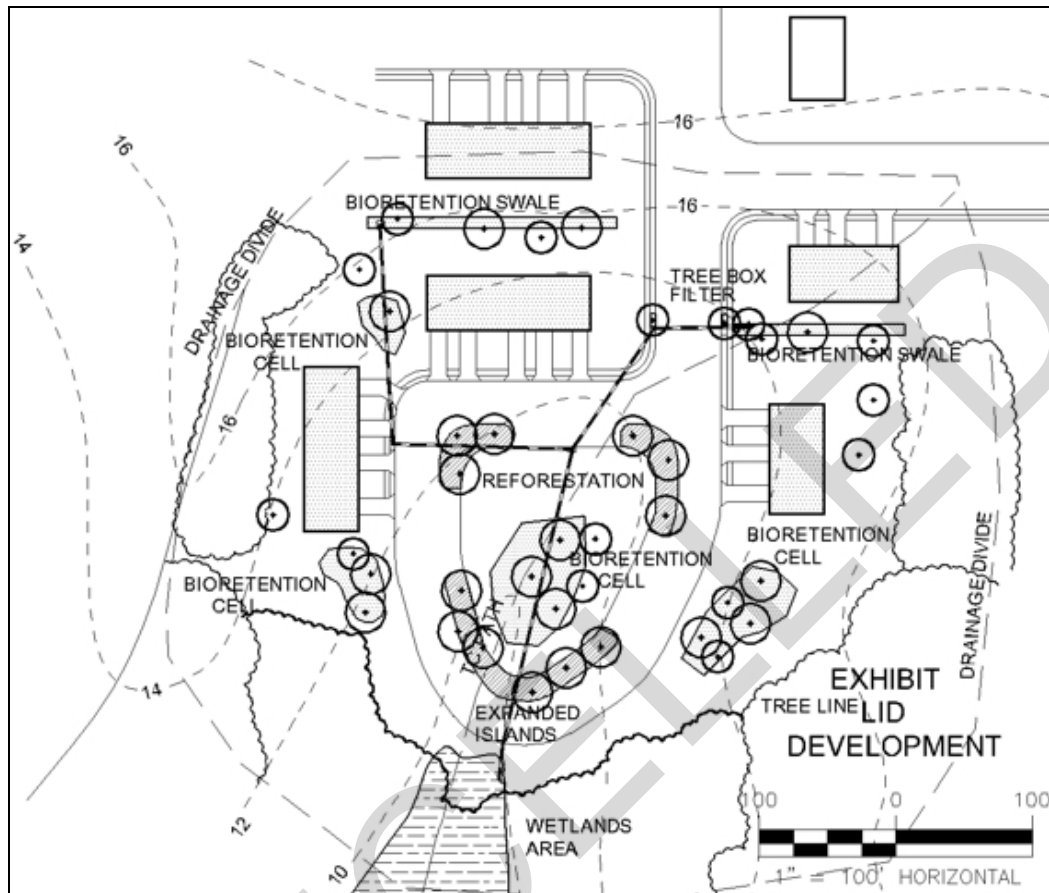 16
16
14
DRAINAGE DIVIDE
BIORETENTION SWALE
16
TREE BOX
FILTER
BIORETENTION
CELL
BIORETENTION SWALE
16
REFORESTATION
BIORETENTION
CELL
BIORETENTION
CELL
BIORETENTION
CELL
DRAINAGE DIVIDE
14
EXPANDED
ISLANDS
TREE LINE
EXHIBIT
LID
DEVELOPMENT
12
10
WETLANDS
AREA
100 0 100
1" = 100' HORIZONTAL
CELLED